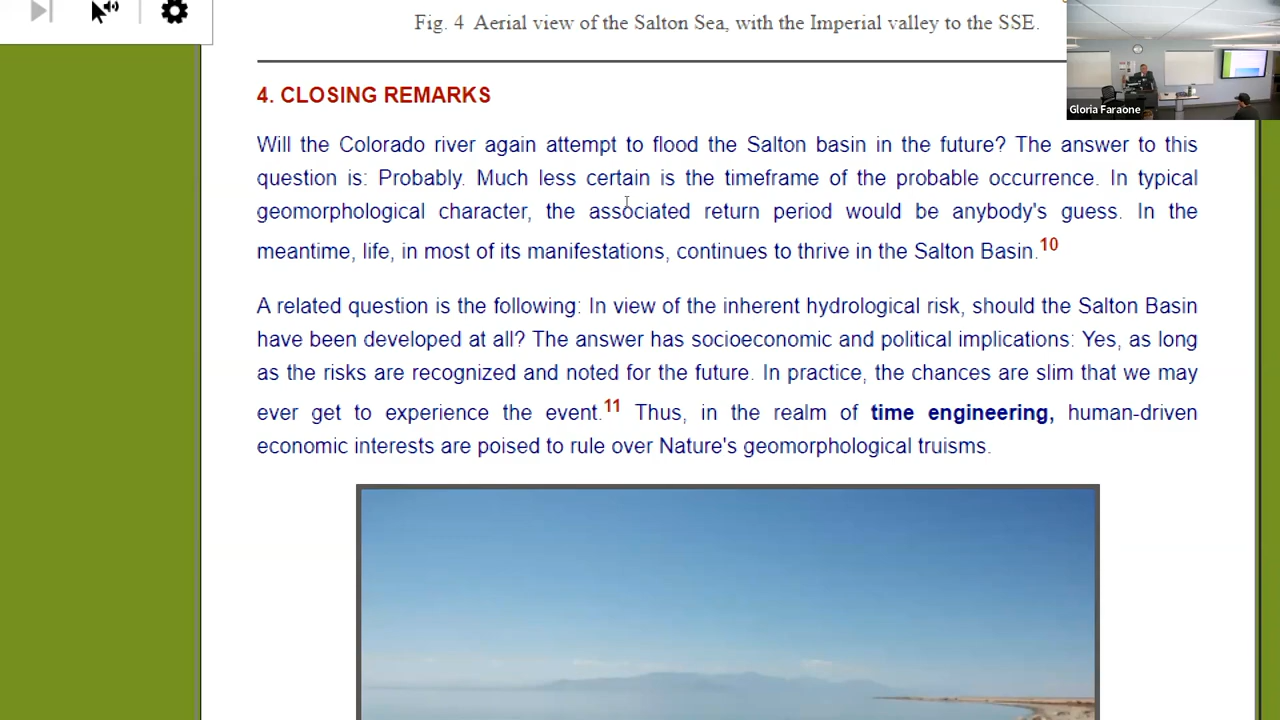 Fig. 4 Aerial view of the Salton Sea, with the Imperial valley to the SSE.
Gloria Faraone
4. CLOSING REMARKS
Will the Colorado river again attempt to flood the Salton basin in the future? The answer to this
question is: Probably. Much less certain is the timeframe of the probable occurrence. In typical
geomorphological character, the associated return period would be anybody's guess. In the
meantime, life, in most of its manifestations, continues to thrive in the Salton Basin.10
A related question is the following: In view of the inherent hydrological risk, should the Salton Basin
have been developed at all? The answer has socioeconomic and political implications: Yes, as long
as the risks are recognized and noted for the future. In practice, the chances are slim that we may
ever get to experience the event.11 Thus, in the realm of time engineering, human-driven
economic interests are poised to rule over Nature's geomorphological truisms.